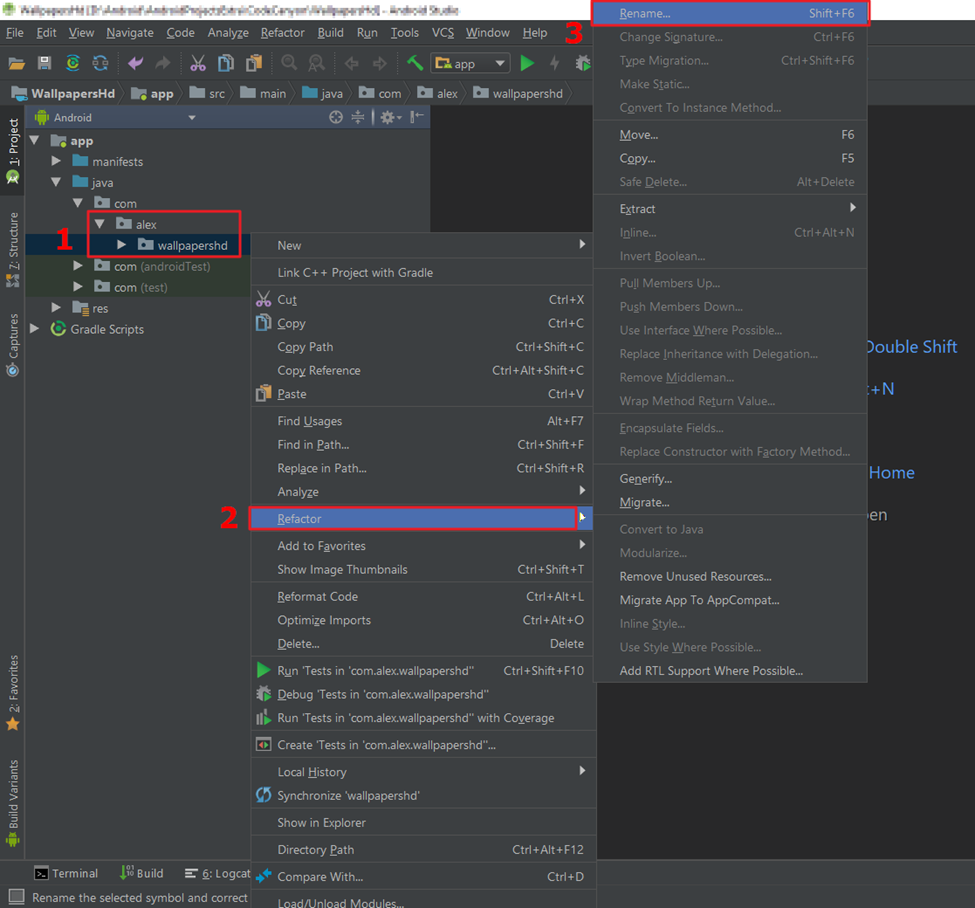 WallpapersHd [D:\Android\AndroidProjectsExtra\CodeCanyon\WallpapersHd] - Android Studio
File Edit View Navigate Code Analyze Refactor Build Run Tools VCS Window Help
app
WallpapersHd app src main java com alex wallpapershd
Android
1: Project
Z: Structure
Captures
2: Favorites
Build Variants
app
manifests
java
com
alex
wallpapershd
com (androidTest)
com (test)
res
Gradle Scripts
1
2
3
New
Link C++ Project with Gradle
Cut Ctrl+X
Copy Ctrl+C
Copy Path Ctrl+Shift+C
Copy Reference Ctrl+Alt+Shift+C
Paste Ctrl+V
Find Usages Alt+F7
Find in Path... Ctrl+Shift+F
Replace in Path... Ctrl+Shift+R
Analyze
Refactor
Add to Favorites
Show Image Thumbnails Ctrl+Shift+T
Reformat Code Ctrl+Alt+L
Optimize Imports Ctrl+Alt+O
Delete... Delete
Run 'Tests in 'com.alex.wallpapershd'' Ctrl+Shift+F10
Debug 'Tests in 'com.alex.wallpapershd''
Run 'Tests in 'com.alex.wallpapershd'' with Coverage
Create 'Tests in 'com.alex.wallpapershd''...
Local History
Synchronize 'wallpapershd'
Show in Explorer
Directory Path Ctrl+Alt+F12
Compare With... Ctrl+D
Load/Unload Modules...
Rename... Shift+F6
Change Signature... Ctrl+F6
Type Migration... Ctrl+Shift+F6
Make Static...
Convert To Instance Method...
Move... F6
Copy... F5
Safe Delete... Alt+Delete
Extract
Inline... Ctrl+Alt+N
Invert Boolean...
Pull Members Up...
Push Members Down...
Use Interface Where Possible...
Replace Inheritance with Delegation...
Remove Middleman...
Wrap Method Return Value...
Encapsulate Fields...
Replace Constructor with Factory Method...
Generify...
Migrate...
Convert to Java
Modularize...
Remove Unused Resources...
Migrate App To AppCompat...
Inline Style...
Use Style Where Possible...
Add RTL Support Where Possible...
Double Shift
+N
Home
en
Terminal Build 6: Logcat
Rename the selected symbol and correct